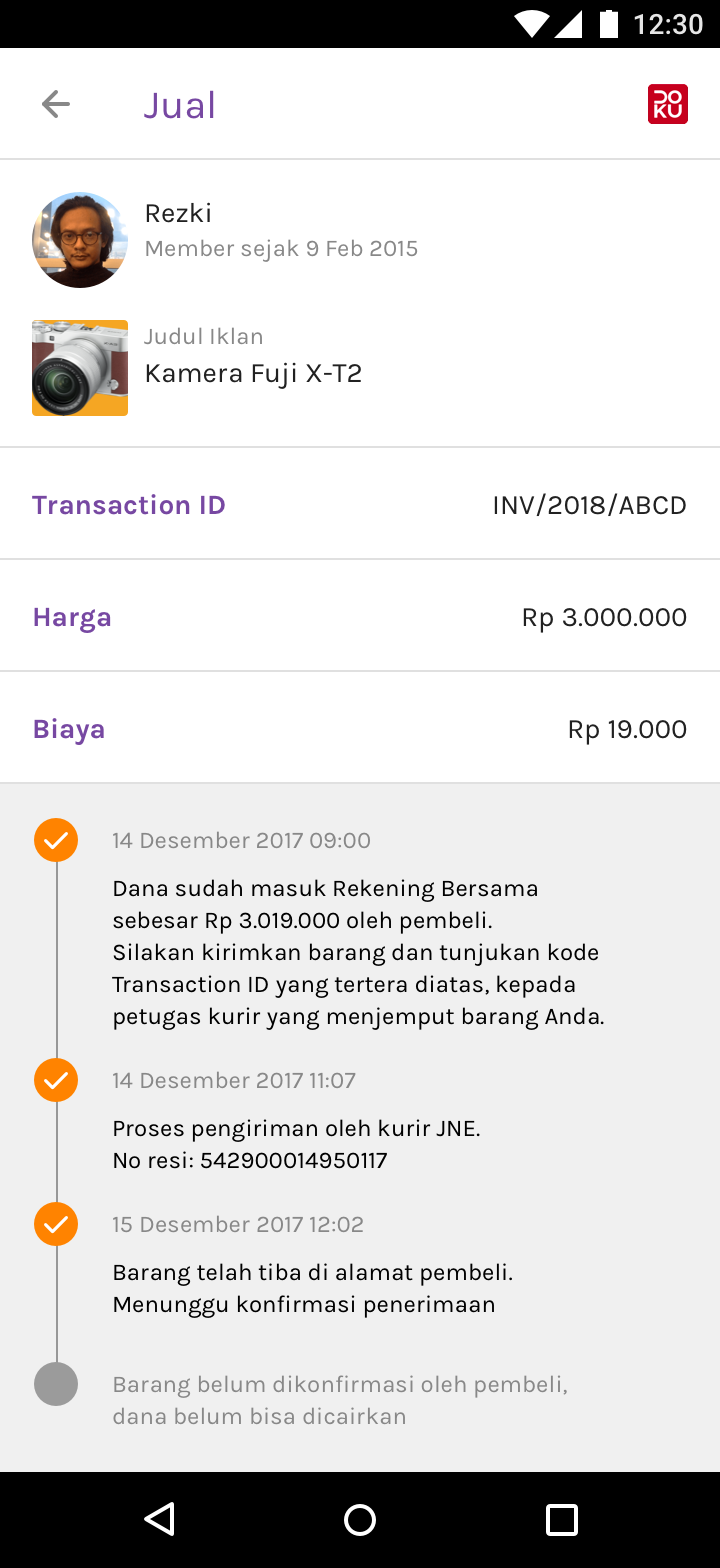 12:30
Jual
DO
KU
Rezki
Member sejak 9 Feb 2015
Judul Iklan
Kamera Fuji X-T2
Transaction ID
INV/2018/ABCD
Harga
Rp 3.000.000
Biaya
Rp 19.000
14 Desember 2017 09:00
Dana sudah masuk Rekening Bersama
sebesar Rp 3.019.000 oleh pembeli.
Silakan kirimkan barang dan tunjukan kode
Transaction ID yang tertera diatas, kepada
petugas kurir yang menjemput barang Anda.
14 Desember 2017 11:07
Proses pengiriman oleh kurir JNE.
No resi: 542900014950117
15 Desember 2017 12:02
Barang telah tiba di alamat pembeli.
Menunggu konfirmasi penerimaan
Barang belum dikonfirmasi oleh pembeli,
dana belum bisa dicairkan